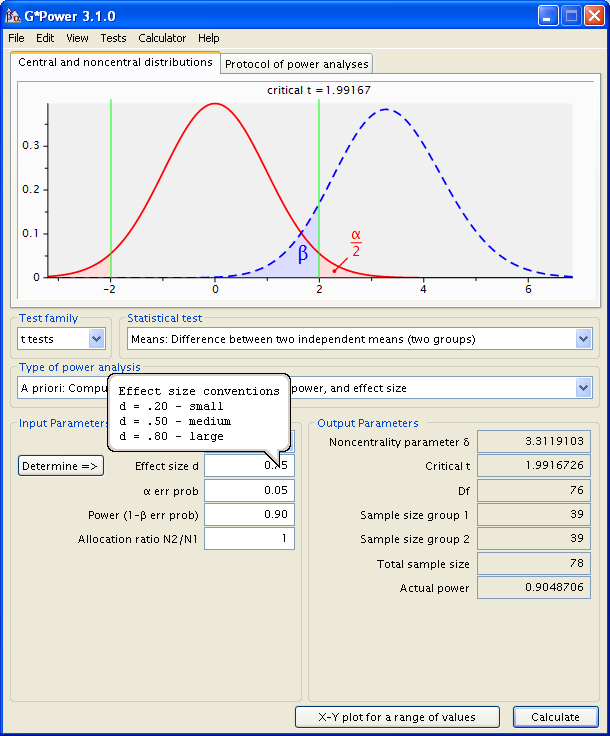 G*Power 3.1.0
File Edit View Tests Calculator Help
Central and noncentral distributions Protocol of power analyses
critical t = 1.99167
0.3
0.2
0.1
0
β
α
2
−2 0 2 4 6
Test family Statistical test
t tests Means: Difference between two independent means (two groups)
Type of power analysis
A priori: Compu power, and effect size
Effect size conventions
d = .20 - small
d = .50 - medium
d = .80 - large
Input Parameters Output Parameters
Noncentrality parameter δ 3.3119103
Determine => Effect size d Critical t 1.9916726
α err prob 0.05 Df 76
Power (1-β err prob) 0.90 Sample size group 1 39
Allocation ratio N2/N1 1 Sample size group 2 39
Total sample size 78
Actual power 0.9048706
X-Y plot for a range of values Calculate